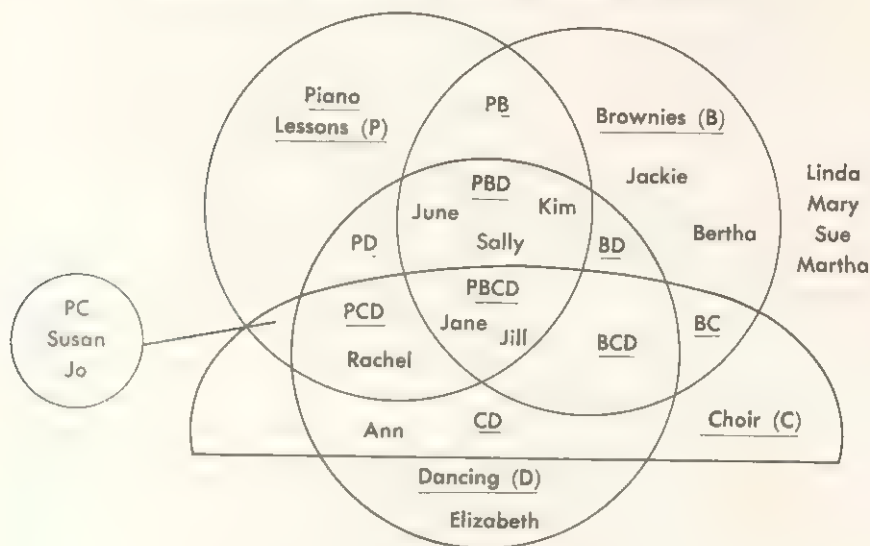 Piano
Lessons (P)
PB
Brownies (B)
Jackie
Bertha
Linda
Mary
Sue
Martha
PBD
June
Kim
Sally
PD
BD
PBCD
Jane
Jill
PCD
Rachel
BCD
BC
PC
Susan
Jo
Ann
CD
Choir (C)
Dancing (D)
Elizabeth